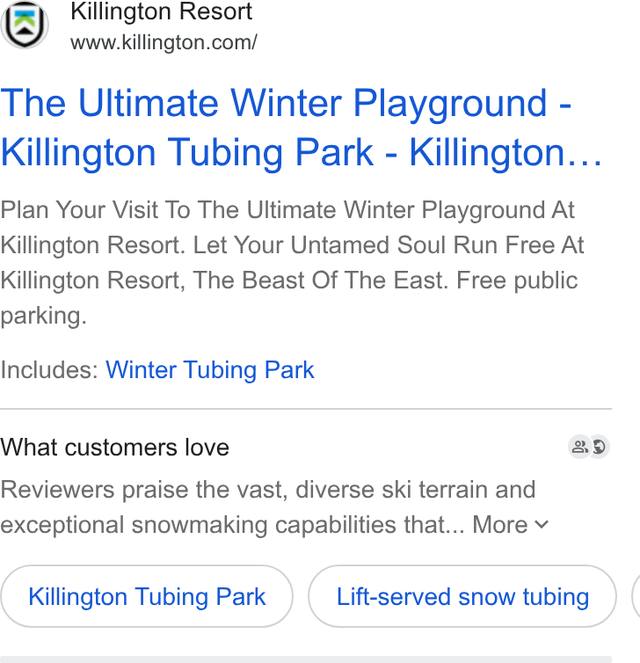 Killington Resort
www.killington.com/
The Ultimate Winter Playground -
Killington Tubing Park - Killington…
Plan Your Visit To The Ultimate Winter Playground At
Killington Resort. Let Your Untamed Soul Run Free At
Killington Resort, The Beast Of The East. Free public
parking.
Includes: Winter Tubing Park
What customers love
Reviewers praise the vast, diverse ski terrain and
exceptional snowmaking capabilities that... More
Killington Tubing Park
Lift-served snow tubing